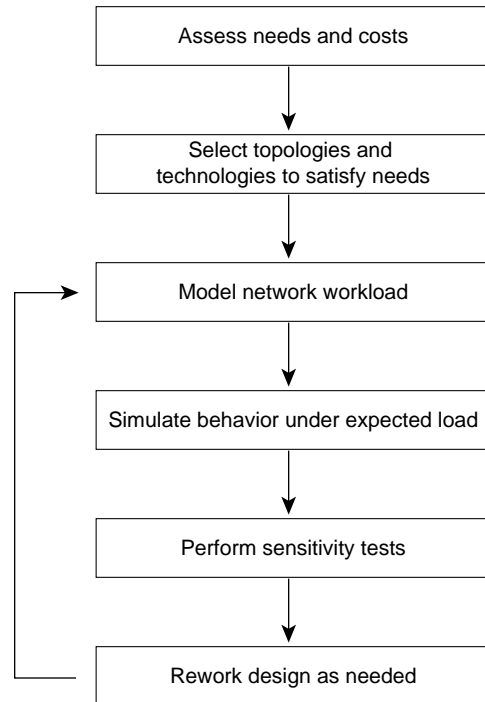 Assess needs and costs
Select topologies and
technologies to satisfy needs
Model network workload
Simulate behavior under expected load
Perform sensitivity tests
Rework design as needed